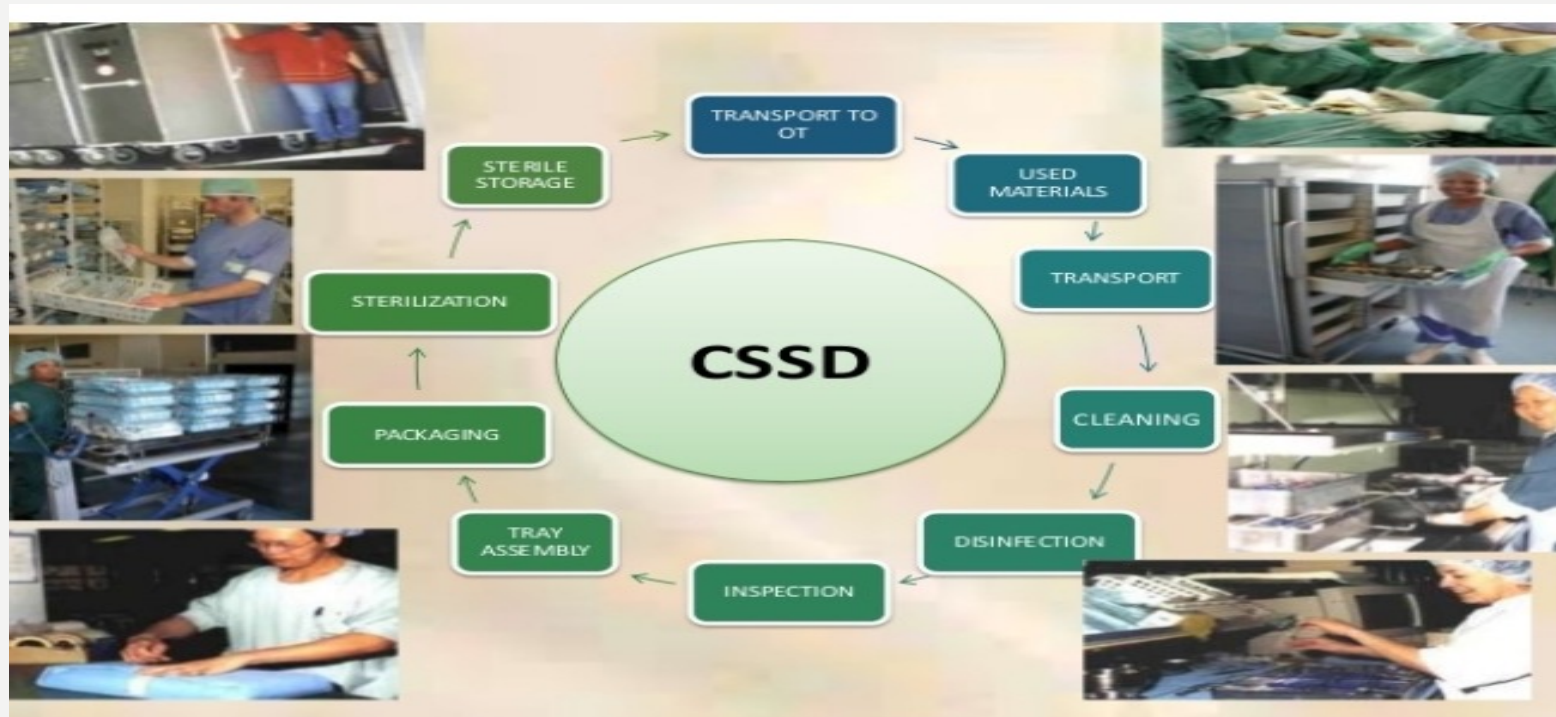 TRANSPORT TO
OT
USED
MATERIALS
TRANSPORT
CLEANING
DISINFECTION
INSPECTION
TRAY
ASSEMBLY
PACKAGING
STERILIZATION
STERILE
STORAGE
CSSD